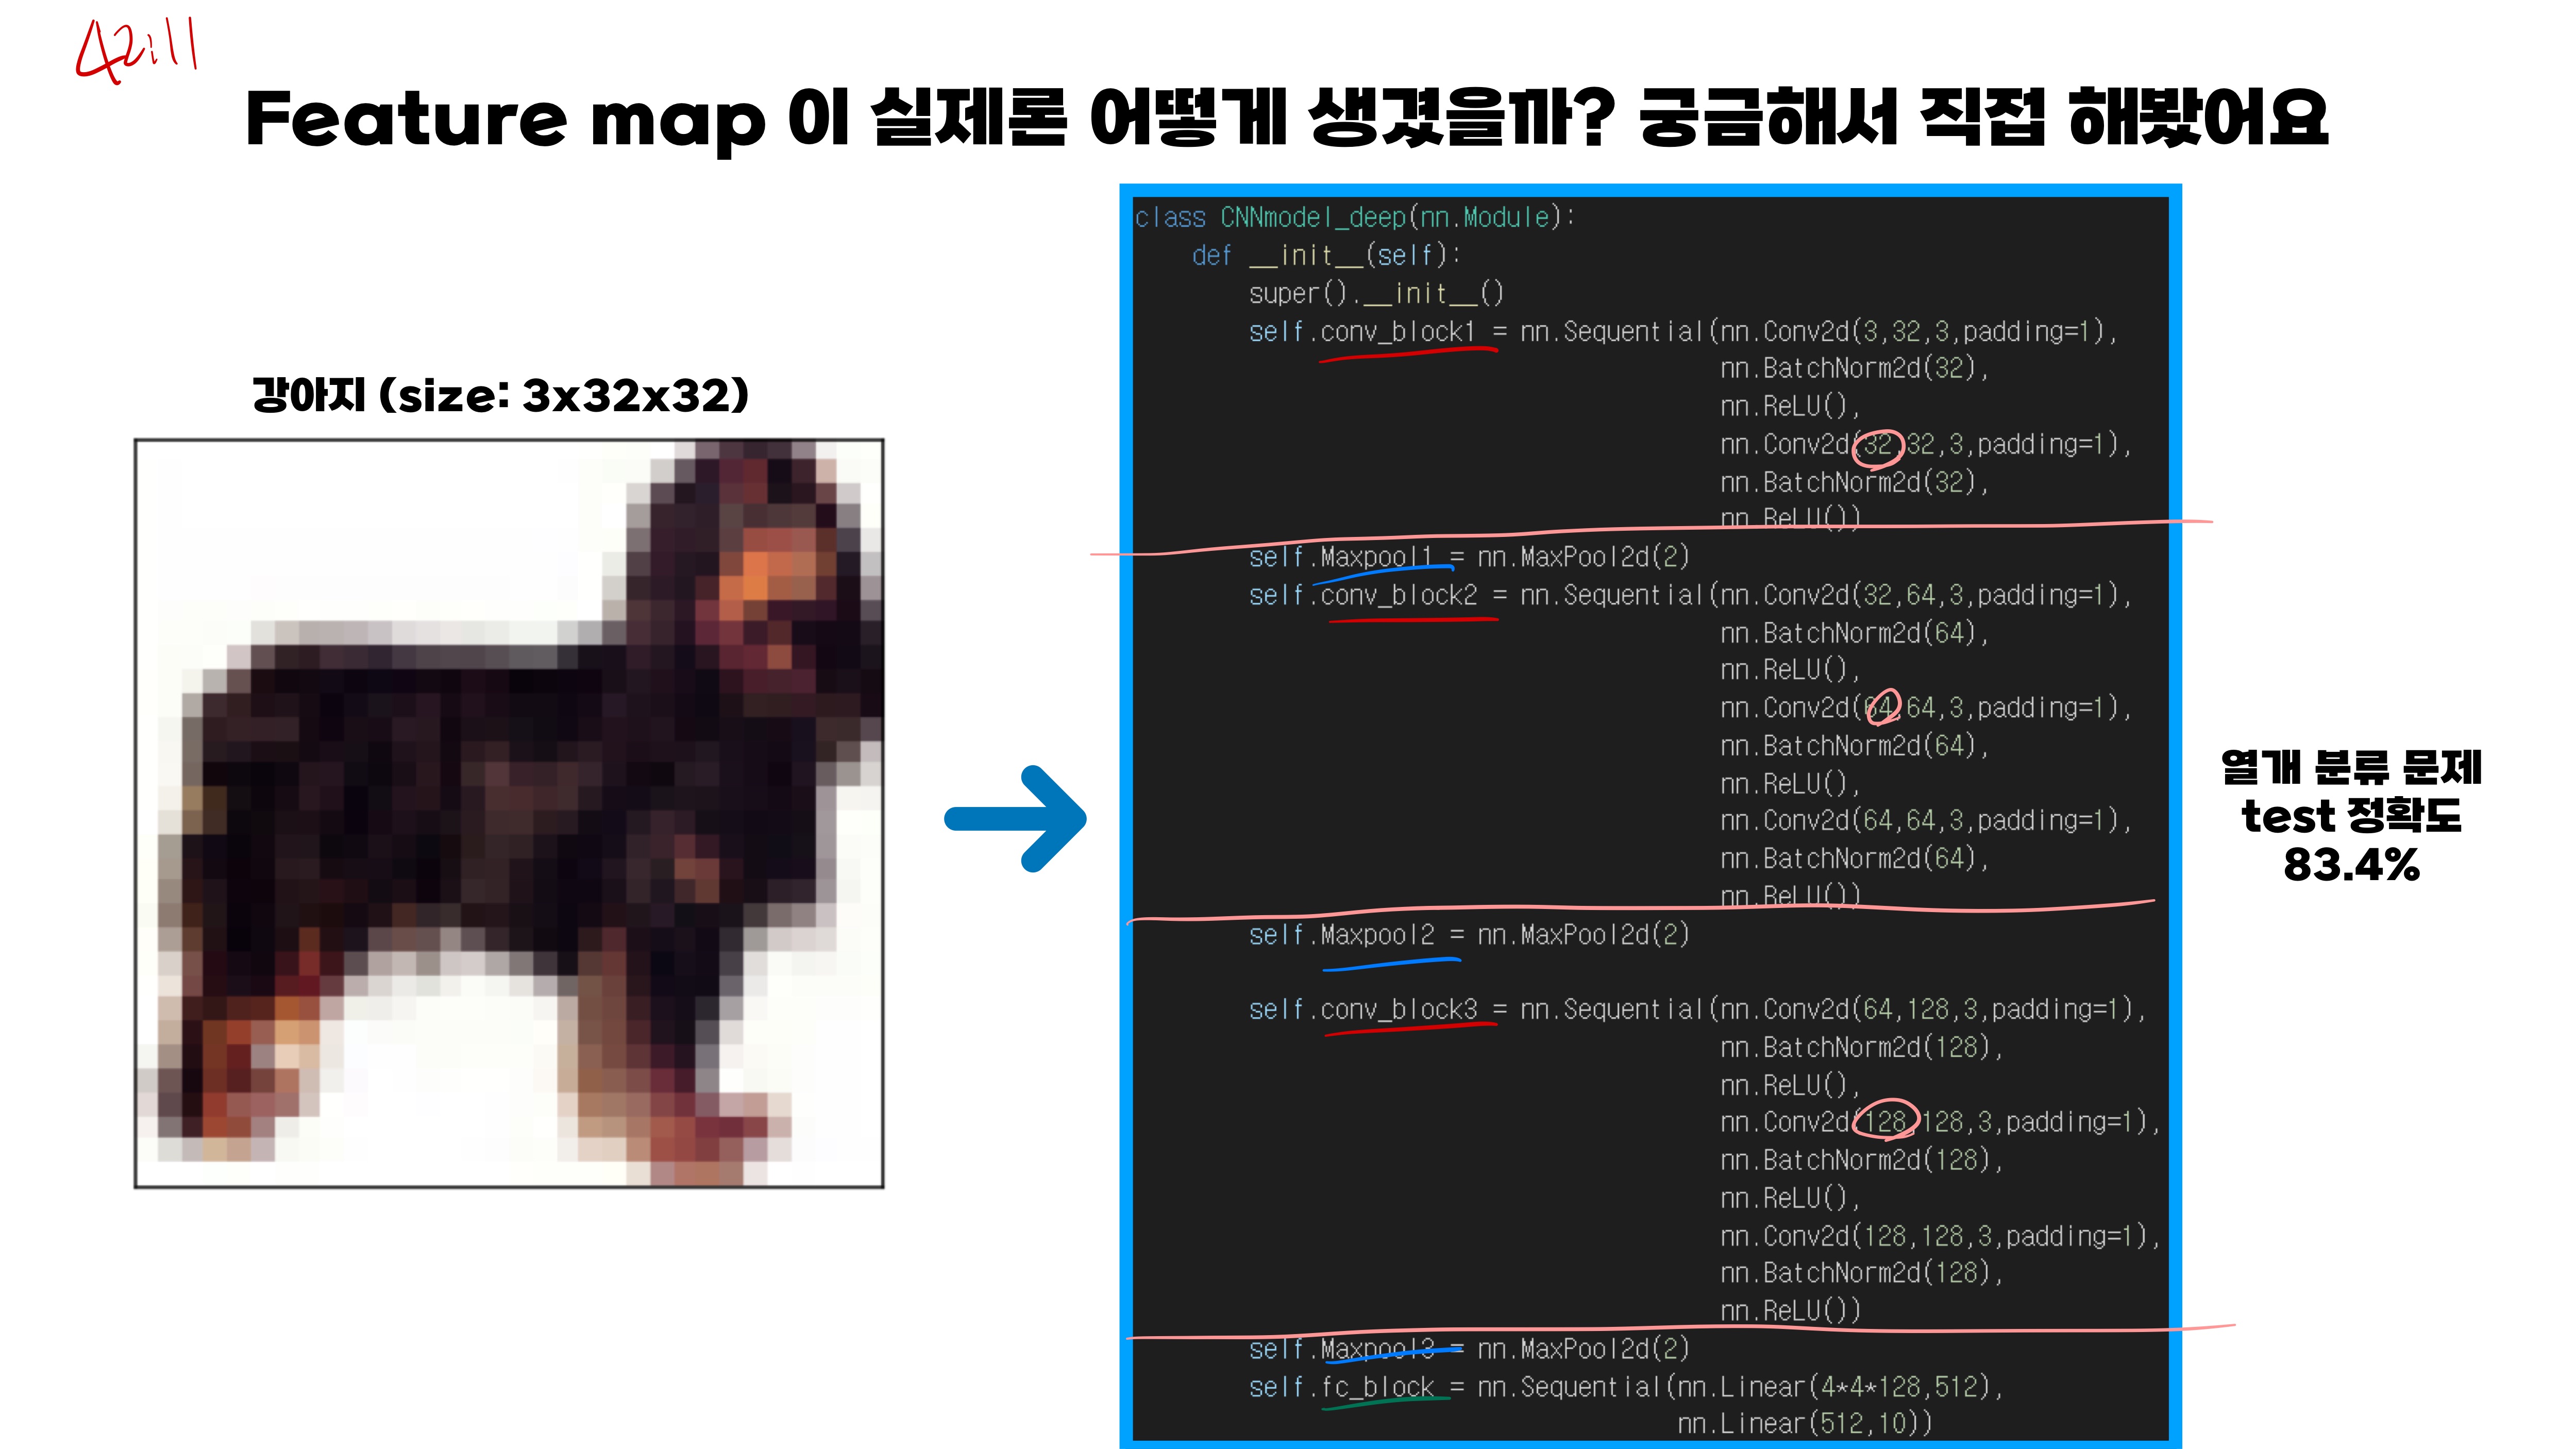 42:11
Feature map 이 실제론 어떻게 생겼을까? 궁금해서 직접 해봤어요
강아지 (size: 3x32x32)
class CNNmodel_deep(nn.Module):
def __init__(self):
super().__init__()
self.conv_block1 = nn.Sequential(nn.Conv2d(3,32,3,padding=1),
nn.BatchNorm2d(32),
nn.ReLU(),
nn.Conv2d(32,32,3,padding=1),
nn.BatchNorm2d(32),
nn.ReLU())
self.Maxpool1 = nn.MaxPool2d(2)
self.conv_block2 = nn.Sequential(nn.Conv2d(32,64,3,padding=1),
nn.BatchNorm2d(64),
nn.ReLU(),
nn.Conv2d(64,64,3,padding=1),
nn.BatchNorm2d(64),
nn.ReLU(),
nn.Conv2d(64,64,3,padding=1),
nn.BatchNorm2d(64),
nn.ReLU())
self.Maxpool2 = nn.MaxPool2d(2)
self.conv_block3 = nn.Sequential(nn.Conv2d(64,128,3,padding=1),
nn.BatchNorm2d(128),
nn.ReLU(),
nn.Conv2d(128,128,3,padding=1),
nn.BatchNorm2d(128),
nn.ReLU(),
nn.Conv2d(128,128,3,padding=1),
nn.BatchNorm2d(128),
nn.ReLU())
self.Maxpool3 = nn.MaxPool2d(2)
self.fc_block = nn.Sequential(nn.Linear(4*4*128,512),
nn.Linear(512,10))
열개 분류 문제
test 정확도
83.4%